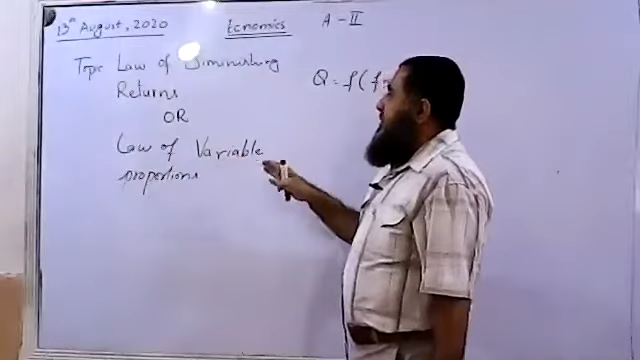 13th August, 2020
Economics
A - II
Topic Law of Diminishing
Returns
OR
Law of Variable
proportions
Q = f(f